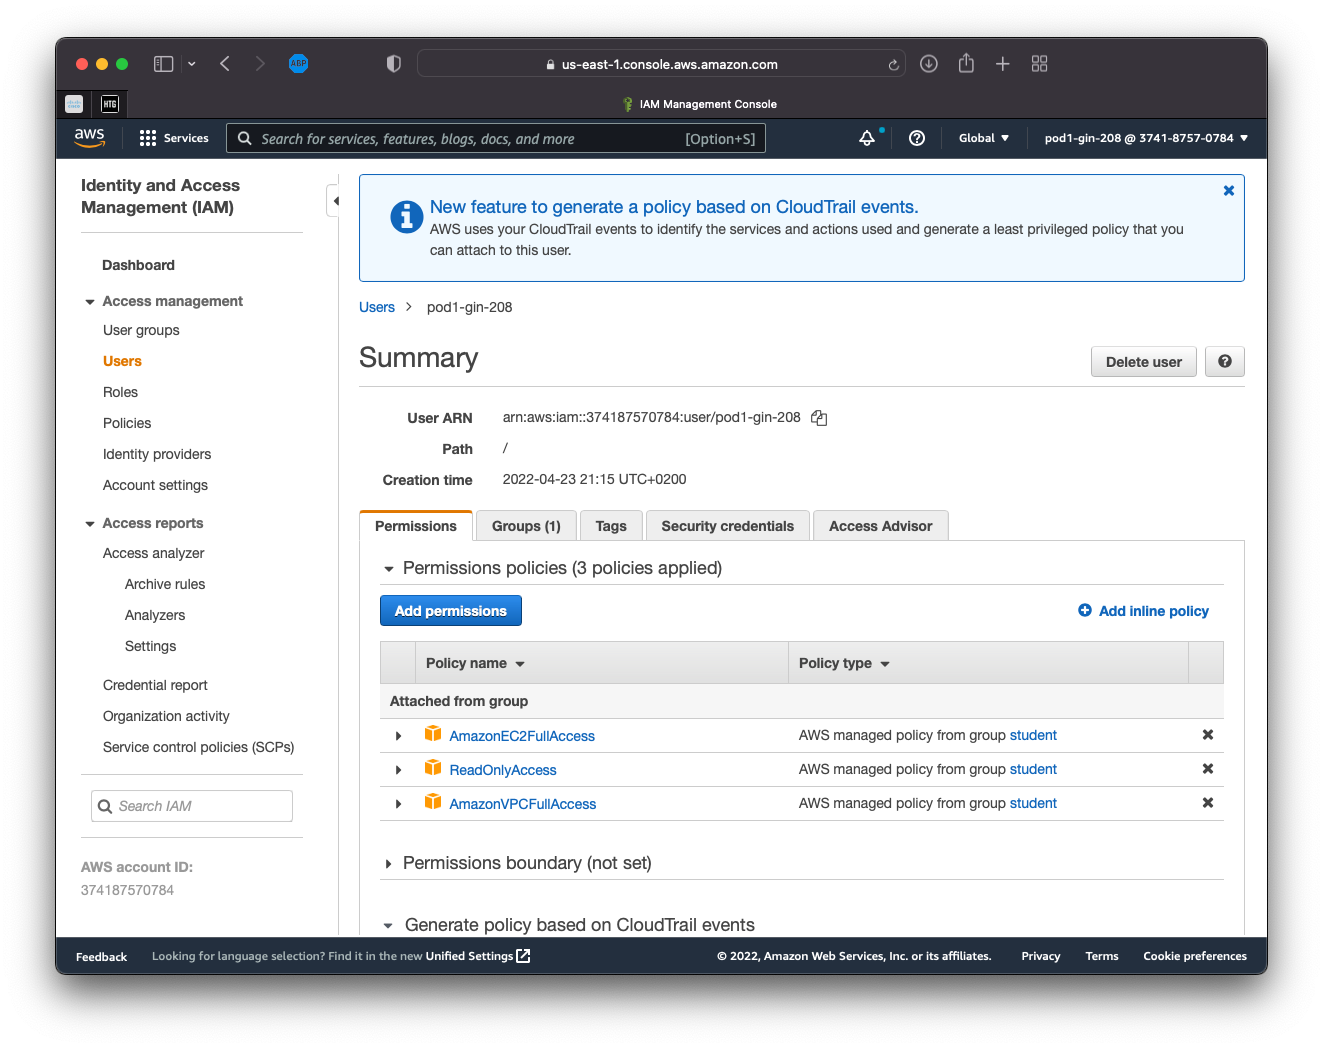 ABP
us-east-1.console.aws.amazon.com
HTG
IAM Management Console
aws
Services
Search for services, features, blogs, docs, and more
[Option+S]
Global
pod1-gin-208 @ 3741-8757-0784
Identity and Access
Management (IAM)
Dashboard
Access management
User groups
Users
Roles
Policies
Identity providers
Account settings
Access reports
Access analyzer
Archive rules
Analyzers
Settings
Credential report
Organization activity
Service control policies (SCPs)
Search IAM
AWS account ID:
374187570784
New feature to generate a policy based on CloudTrail events.
AWS uses your CloudTrail events to identify the services and actions used and generate a least privileged policy that you
can attach to this user.
Users > pod1-gin-208
Summary
Delete user
User ARN arn:aws:iam::374187570784:user/pod1-gin-208
Path /
Creation time 2022-04-23 21:15 UTC+0200
Permissions Groups (1) Tags Security credentials Access Advisor
Permissions policies (3 policies applied)
Add permissions
Add inline policy
Policy name Policy type
Attached from group
AmazonEC2FullAccess AWS managed policy from group student
ReadOnlyAccess AWS managed policy from group student
AmazonVPCFullAccess AWS managed policy from group student
Permissions boundary (not set)
Generate policy based on CloudTrail events
Feedback Looking for language selection? Find it in the new Unified Settings
© 2022, Amazon Web Services, Inc. or its affiliates. Privacy Terms Cookie preferences